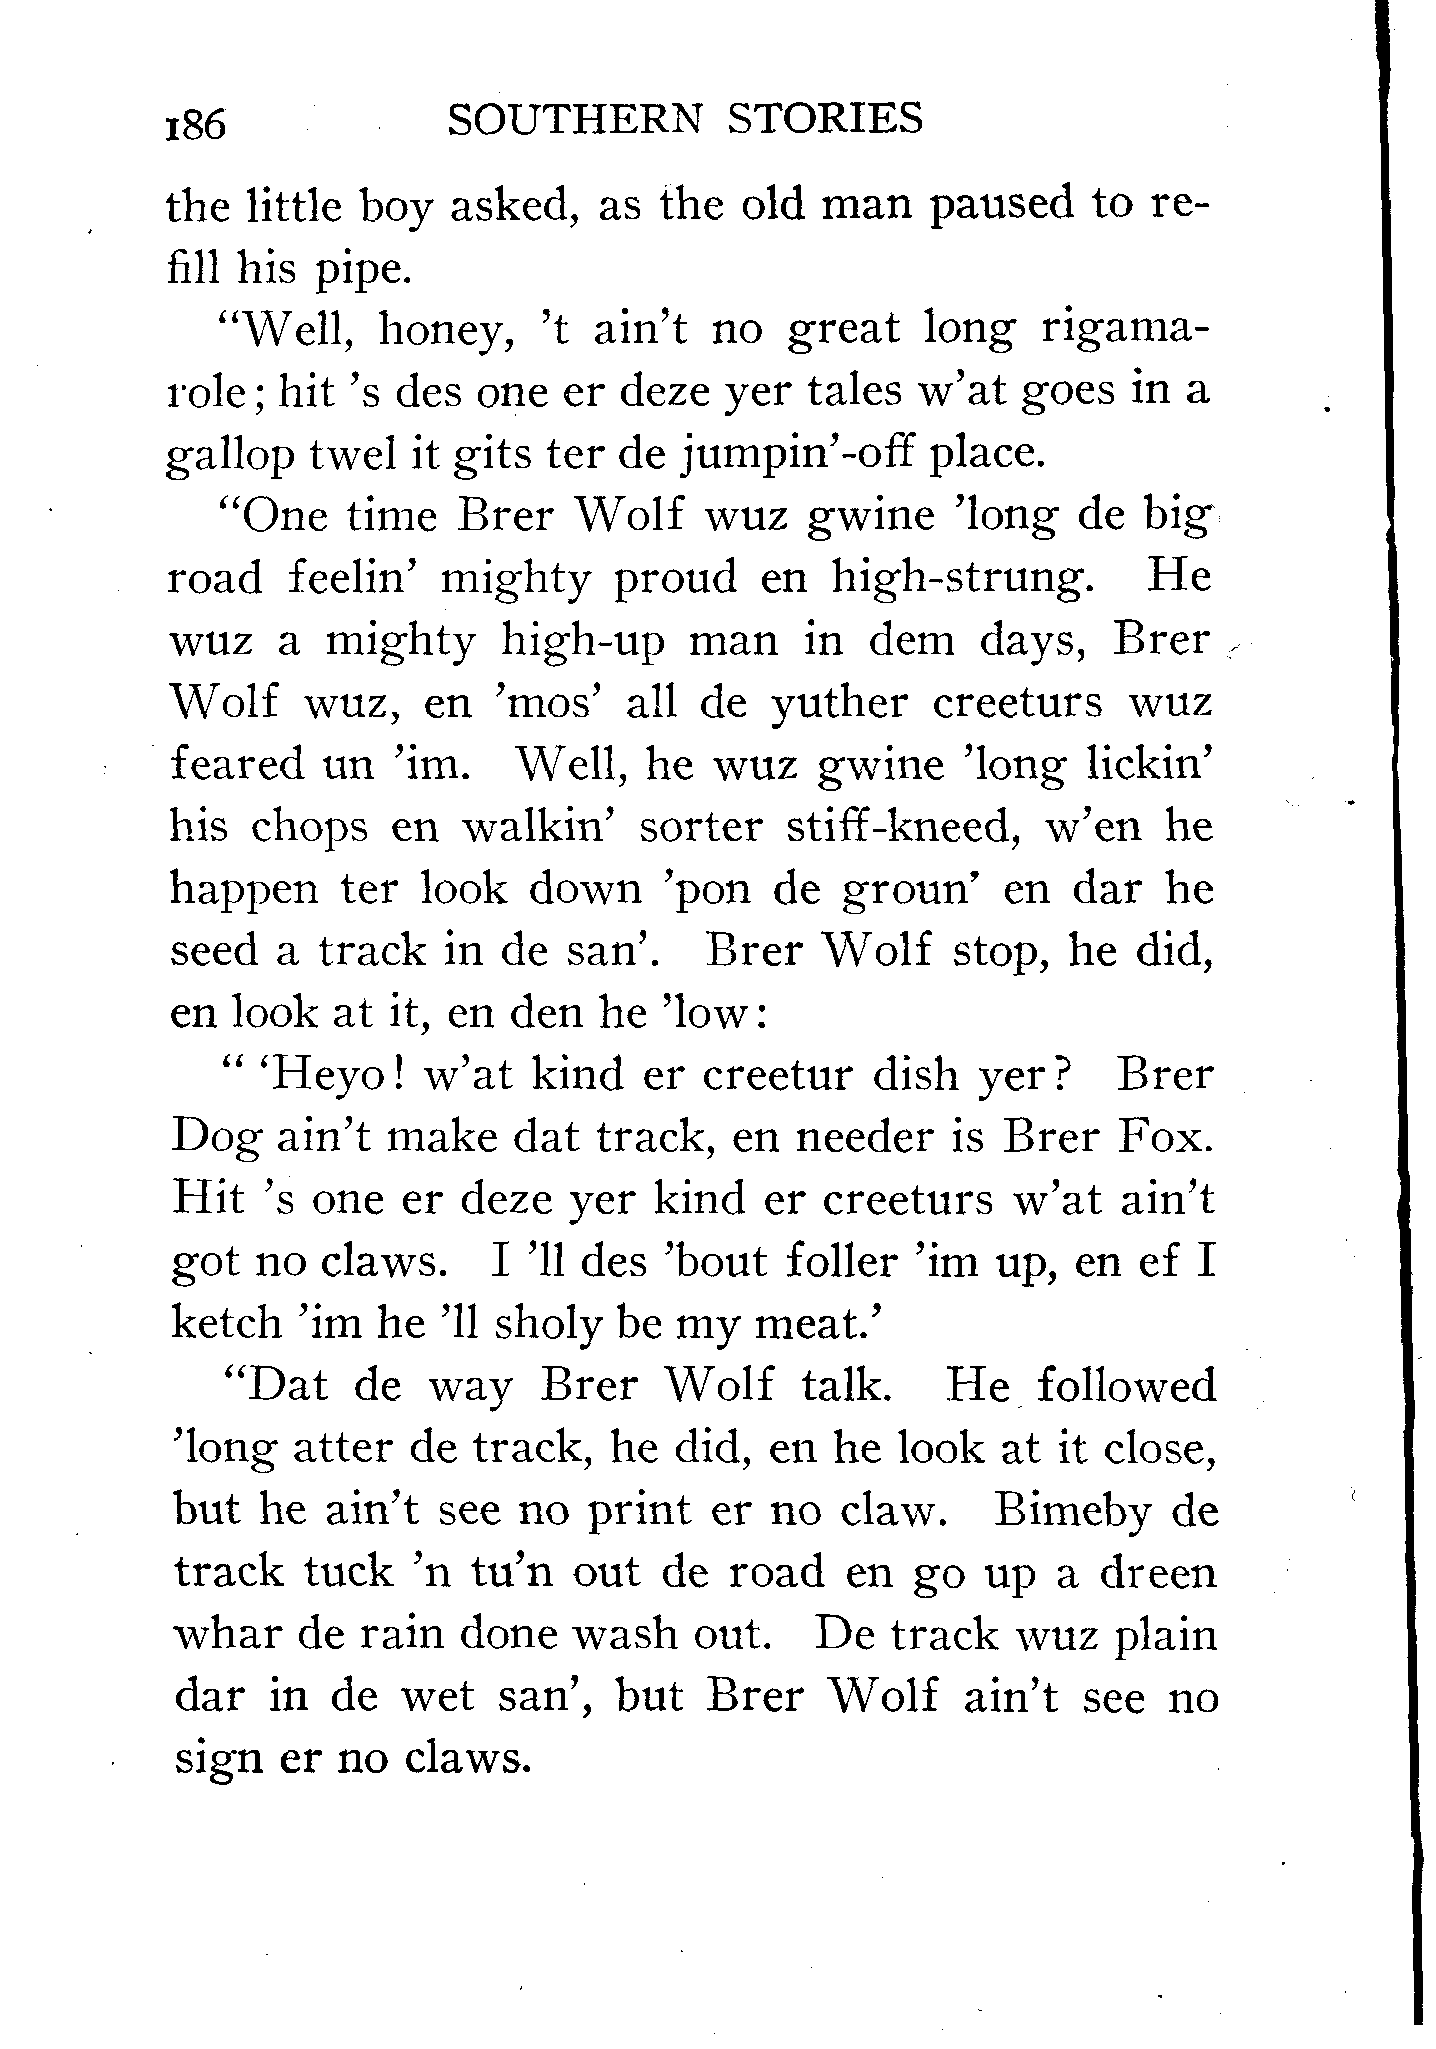 186 SOUTHERN STORIES
the little boy asked, as the old man paused to re-
fill his pipe.
“Well, honey, ’t ain’t no great long rigama-
role; hit ’s des one er deze yer tales w’at goes in a
gallop twel it gits ter de jumpin’-off place.
“One time Brer Wolf wuz gwine ’long de big
road feelin’ mighty proud en high-strung. He
wuz a mighty high-up man in dem days, Brer
Wolf wuz, en ’mos’ all de yuther creeturs wuz
feared un ’im. Well, he wuz gwine ’long lickin’
his chops en walkin’ sorter stiff-kneed, w’en he
happen ter look down ’pon de groun’ en dar he
seed a track in de san’. Brer Wolf stop, he did,
en look at it, en den he ’low:
“ ‘Heyo! w’at kind er creetur dish yer? Brer
Dog ain’t make dat track, en needer is Brer Fox.
Hit ’s one er deze yer kind er creeturs w’at ain’t
got no claws. I ’ll des ’bout foller ’im up, en ef I
ketch ’im he ’ll sholy be my meat.’
“Dat de way Brer Wolf talk. He followed
’long atter de track, he did, en he look at it close,
but he ain’t see no print er no claw. Bimeby de
track tuck ’n tu’n out de road en go up a dreen
whar de rain done wash out. De track wuz plain
dar in de wet san’, but Brer Wolf ain’t see no
sign er no claws.